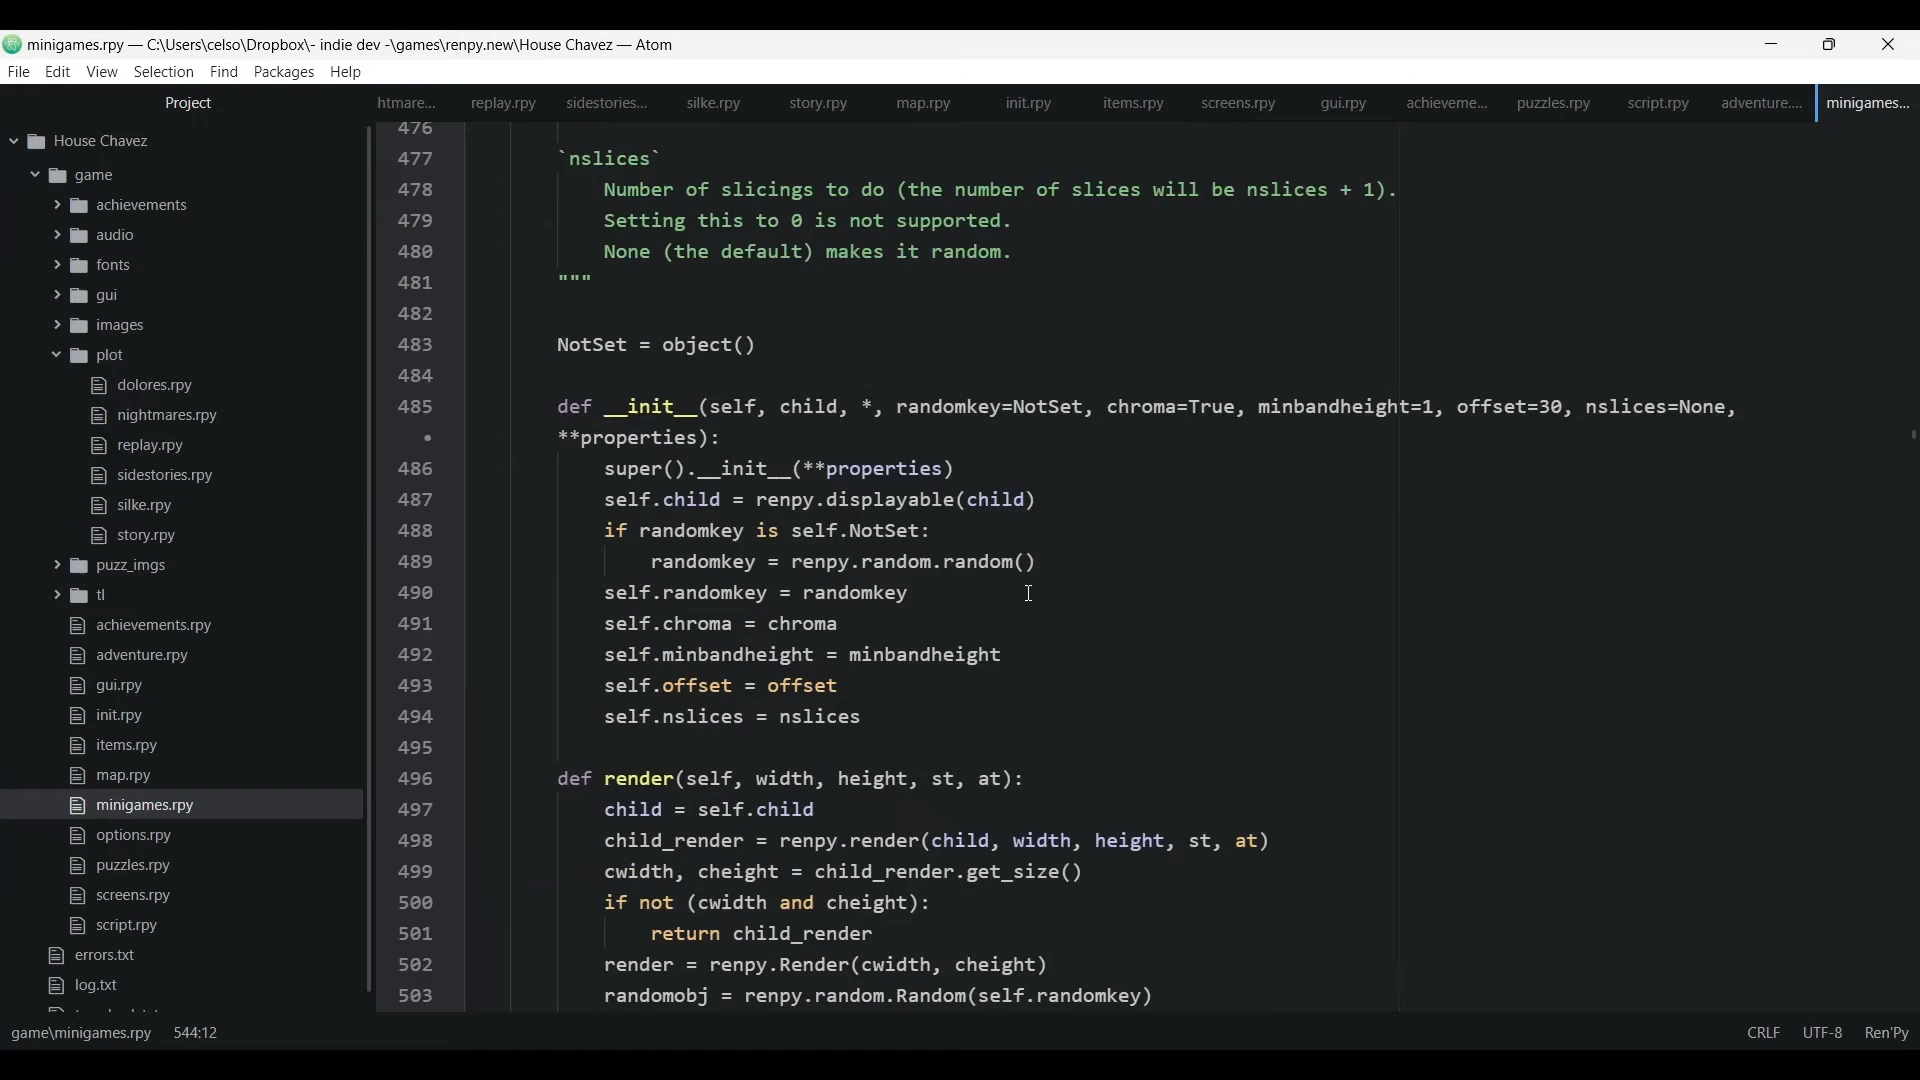 minigames.rpy — C:\Users\celso\Dropbox\- indie dev -\games\renpy.new\House Chavez — Atom
File Edit View Selection Find Packages Help
Project
htmare... replay.rpy sidestories... silke.rpy story.rpy map.rpy init.rpy items.rpy screens.rpy gui.rpy achieveme... puzzles.rpy script.rpy adventure.... minigames...
House Chavez
game
achievements
audio
fonts
gui
images
plot
dolores.rpy
nightmares.rpy
replay.rpy
sidestories.rpy
silke.rpy
story.rpy
puzz_imgs
tl
achievements.rpy
adventure.rpy
gui.rpy
init.rpy
items.rpy
map.rpy
minigames.rpy
options.rpy
puzzles.rpy
screens.rpy
script.rpy
errors.txt
log.txt
476
477 `nslices`
478 Number of slicings to do (the number of slices will be nslices + 1).
479 Setting this to 0 is not supported.
480 None (the default) makes it random.
481 """
482
483 NotSet = object()
484
485 def __init__(self, child, *, randomkey=NotSet, chroma=True, minbandheight=1, offset=30, nslices=None,
• **properties):
486 super().__init__(**properties)
487 self.child = renpy.displayable(child)
488 if randomkey is self.NotSet:
489 randomkey = renpy.random.random()
490 self.randomkey = randomkey
491 self.chroma = chroma
492 self.minbandheight = minbandheight
493 self.offset = offset
494 self.nslices = nslices
495
496 def render(self, width, height, st, at):
497 child = self.child
498 child_render = renpy.render(child, width, height, st, at)
499 cwidth, cheight = child_render.get_size()
500 if not (cwidth and cheight):
501 return child_render
502 render = renpy.Render(cwidth, cheight)
503 randomobj = renpy.random.Random(self.randomkey)
game\minigames.rpy 544:12
CRLF UTF-8 Ren'Py